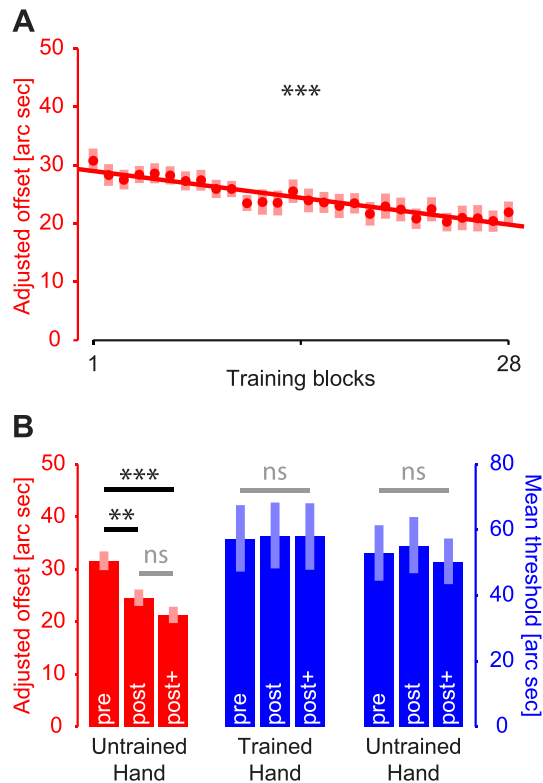 A
Adjusted offset [arc sec]
50
40
30
20
10
0
***
1
28
Training blocks
B
Adjusted offset [arc sec]
50
40
30
20
10
0
***
**
ns
ns
ns
80
60
40
20
0
Mean threshold [arc sec]
pre
post
post+
pre
post
post+
pre
post
post+
Untrained
Hand
Trained
Hand
Untrained
Hand